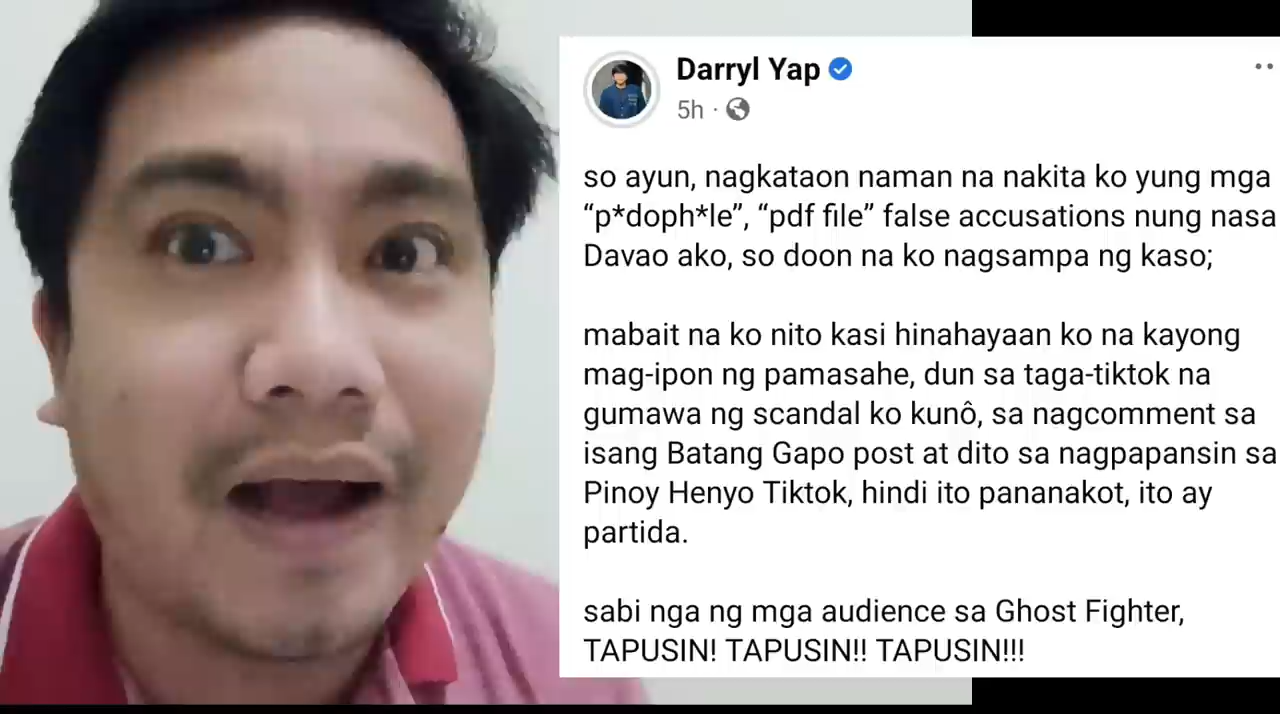 Darryl Yap
5h ·
so ayun, nagkataon naman na nakita ko yung mga
“p*doph*le”, “pdf file” false accusations nung nasa
Davao ako, so doon na ko nagsampa ng kaso;
mabait na ko nito kasi hinahayaan ko na kayong
mag-ipon ng pamasahe, dun sa taga-tiktok na
gumawa ng scandal ko kunô, sa nagcomment sa
isang Batang Gapo post at dito sa nagpapansin sa
Pinoy Henyo Tiktok, hindi ito pananakot, ito ay
partida.
sabi nga ng mga audience sa Ghost Fighter,
TAPUSIN! TAPUSIN!! TAPUSIN!!!